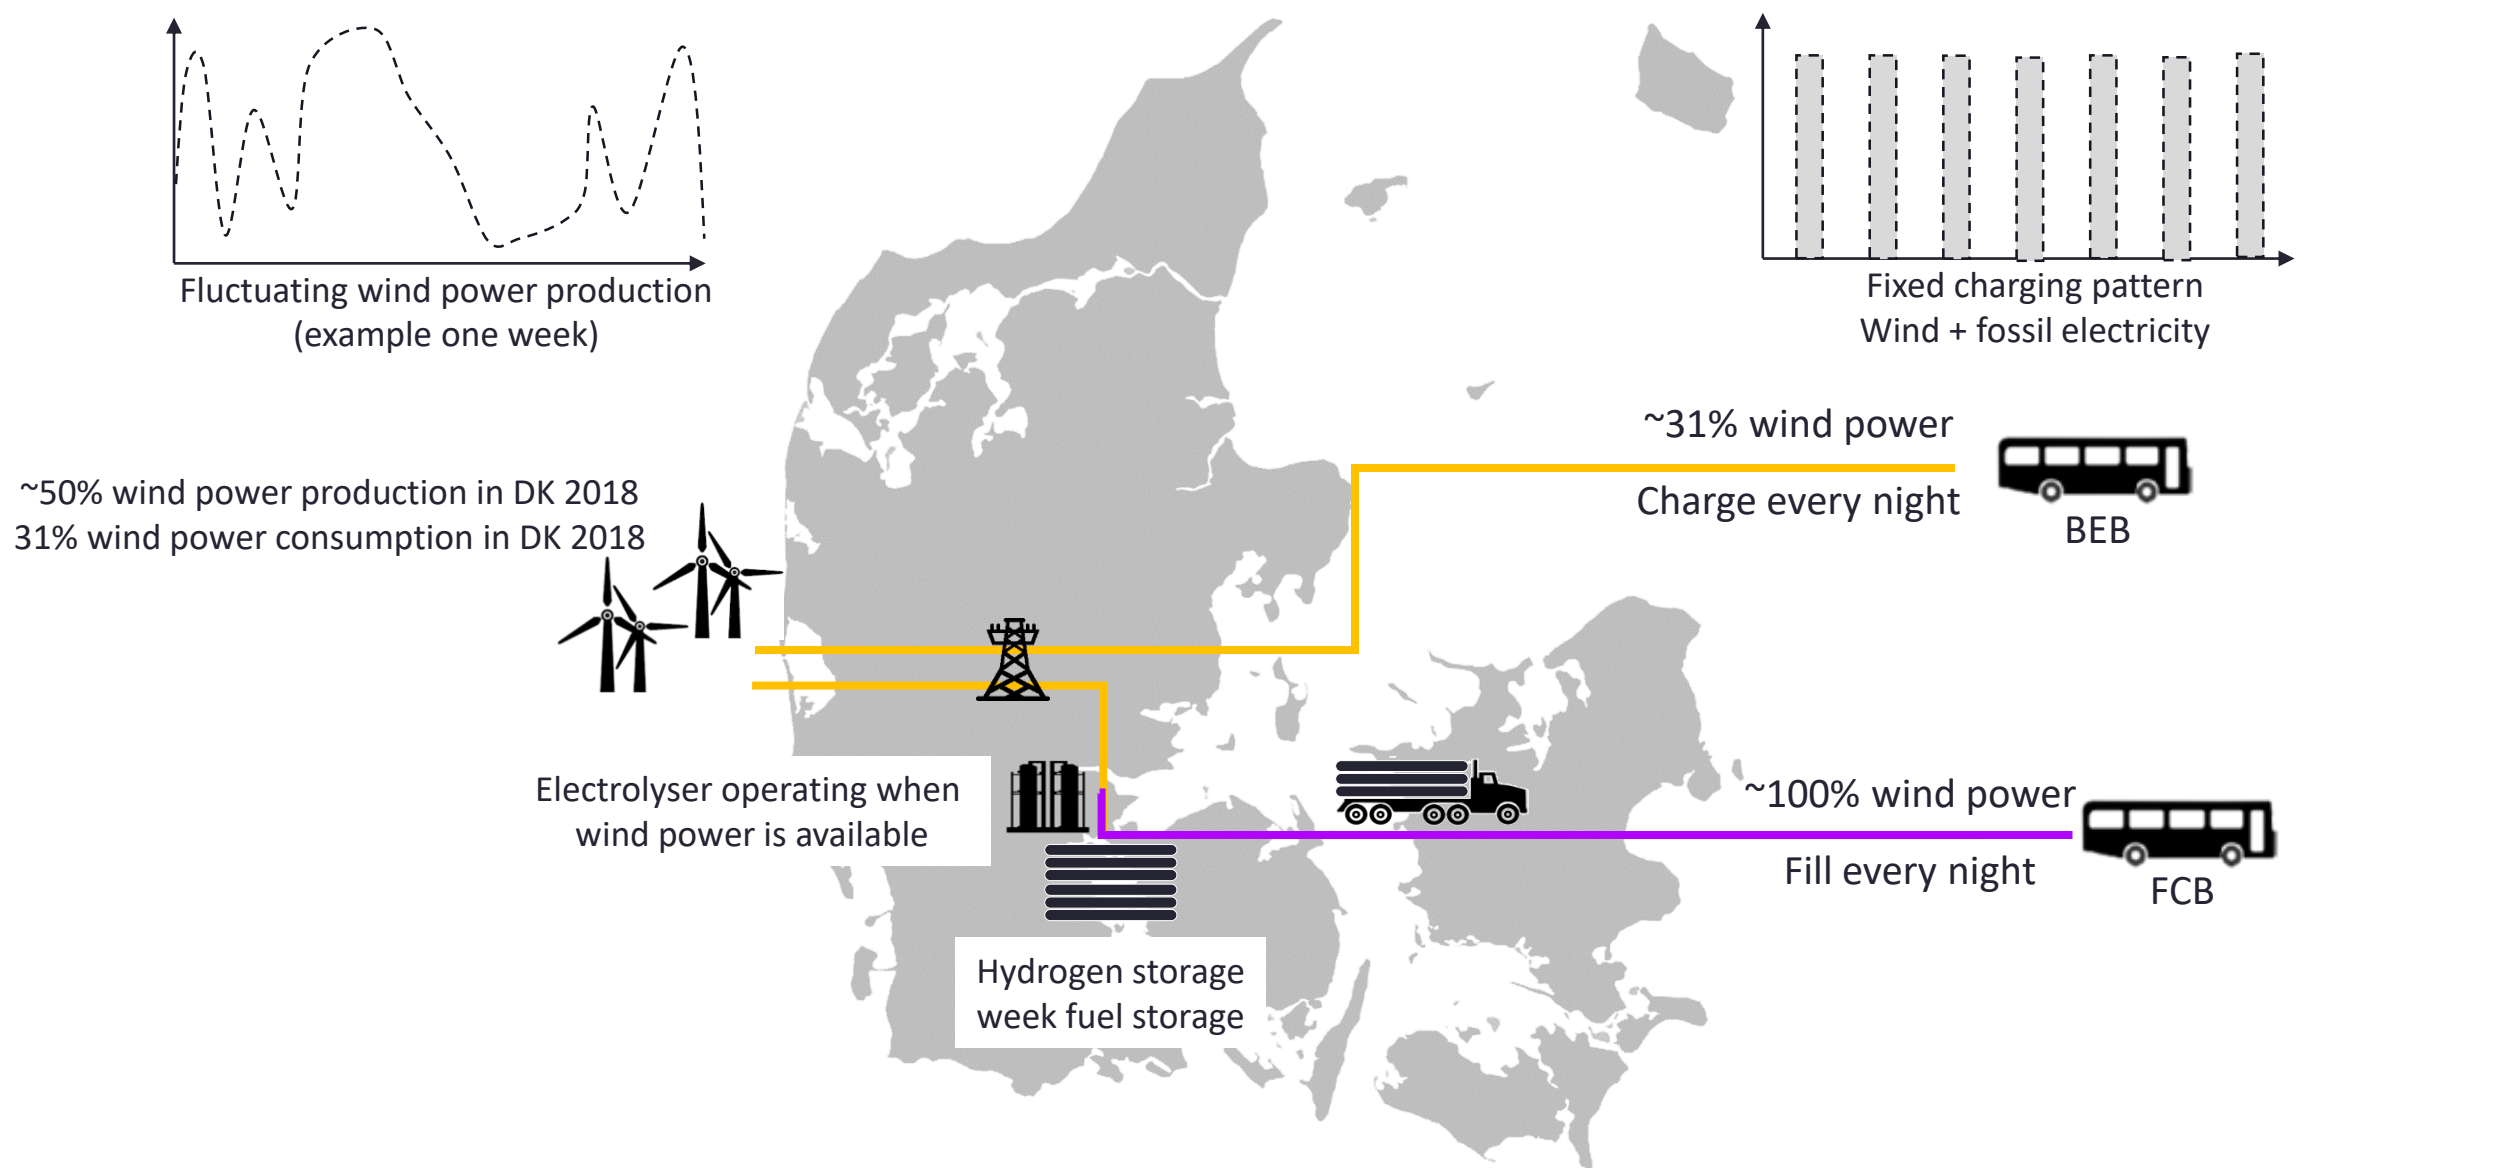 Fluctuating wind power production
(example one week)
Fixed charging pattern
Wind + fossil electricity
~31% wind power
Charge every night
BEB
~50% wind power production in DK 2018
31% wind power consumption in DK 2018
Electrolyser operating when
wind power is available
~100% wind power
Fill every night
FCB
Hydrogen storage
week fuel storage